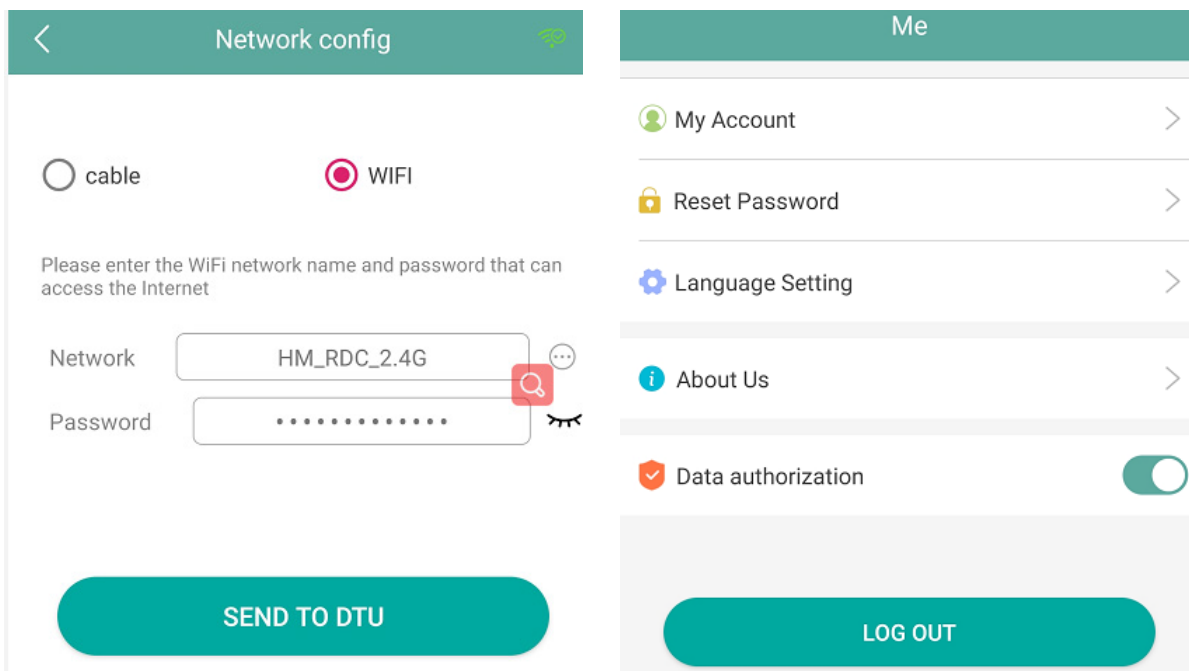 Network config
cable
WIFI
Please enter the WiFi network name and password that can
access the Internet
Network
HM_RDC_2.4G
Password
•••••••••••••
SEND TO DTU
Me
My Account
Reset Password
Language Setting
About Us
Data authorization
LOG OUT